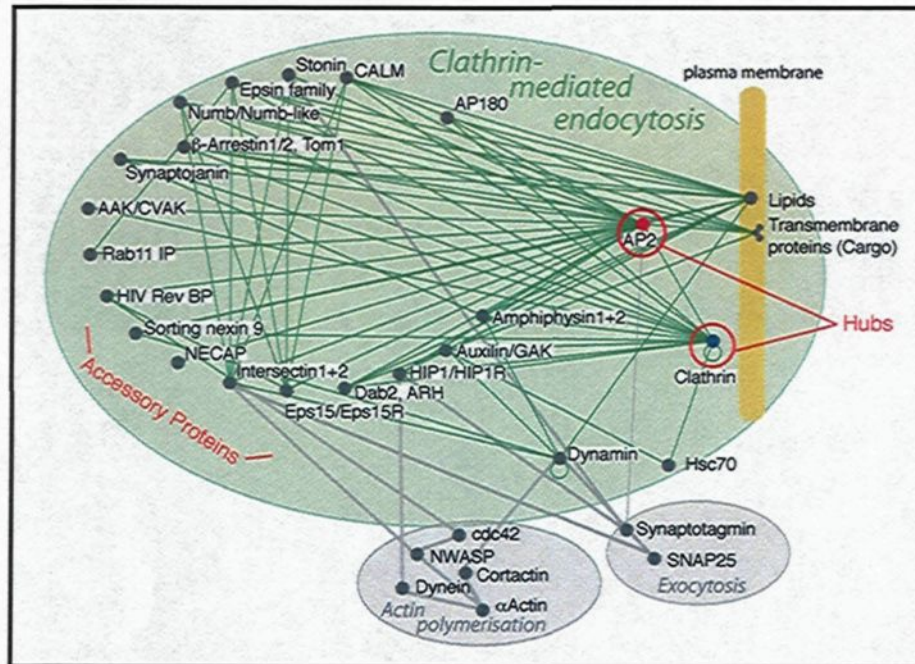 Stonin
CALM
Clathrin-
mediated
endocytosis
plasma membrane
Epsin family
Numb/Numb-like
AP180
β-Arrestin1/2, Tom1
Synaptojanin
Lipids
AAK/CVAK
Transmembrane
proteins (Cargo)
AP2
Rab11 IP
HIV Rev BP
Amphiphysin1+2
Hubs
Sorting nexin 9
NECAP
Auxilin/GAK
Intersectin1+2
HIP1/HIP1R
Clathrin
Dab2, ARH
Eps15/Eps15R
Accessory Proteins
Dynamin
Hsc70
cdc42
Synaptotagmin
NWASP
SNAP25
Cortactin
Exocytosis
Dynein
Actin
polymerisation
αActin